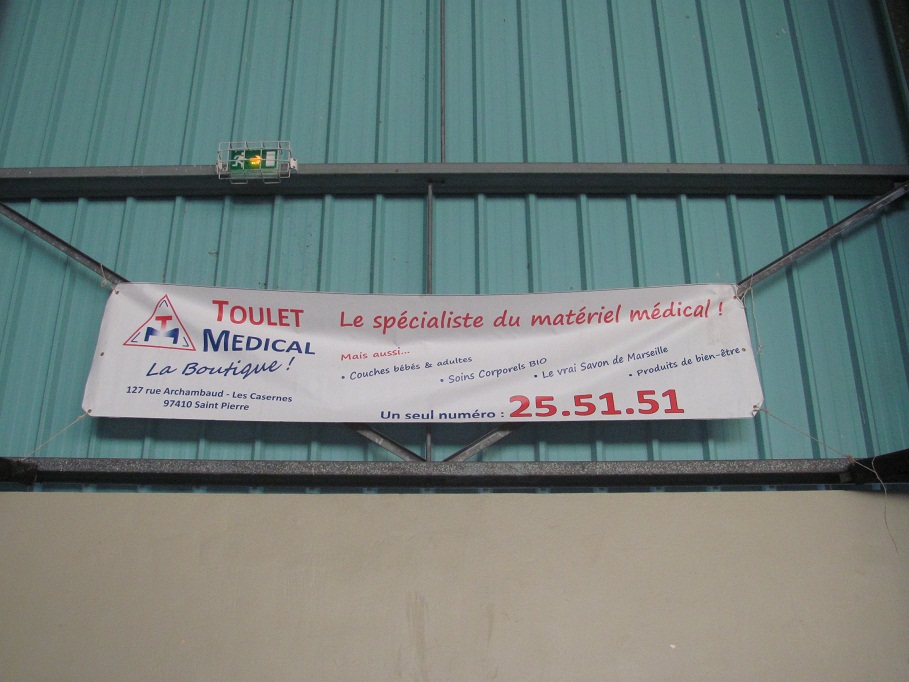 TOULET
MEDICAL
La Boutique !
127 rue Archambaud - Les Casernes
97410 Saint Pierre
Le spécialiste du matériel médical !
Mais aussi...
• Couches bébés & adultes
• Soins Corporels BIO
• Le vrai Savon de Marseille
• Produits de bien-être
Un seul numéro : 25.51.51
TM